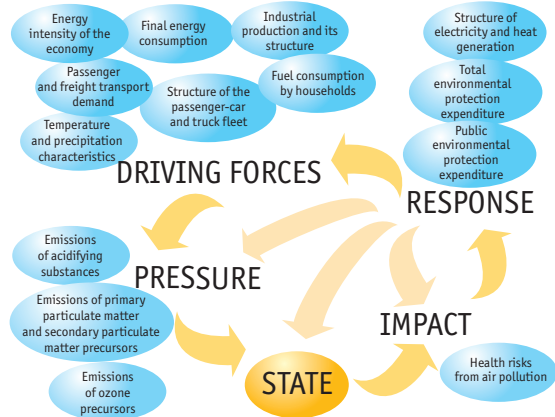 Energy
intensity of the
economy
Final energy
consumption
Industrial
production and its
structure
Passenger
and freight transport
demand
Structure of the
passenger-car
and truck fleet
Fuel consumption
by households
Temperature
and precipitation
characteristics
DRIVING FORCES
Structure of
electricity and heat
generation
Total
environmental
protection
expenditure
Public
environmental
protection
expenditure
RESPONSE
Emissions
of acidifying
substances
PRESSURE
Emissions of primary
particulate matter
and secondary particulate
matter precursors
Emissions
of ozone
precursors
STATE
IMPACT
Health risks
from air pollution